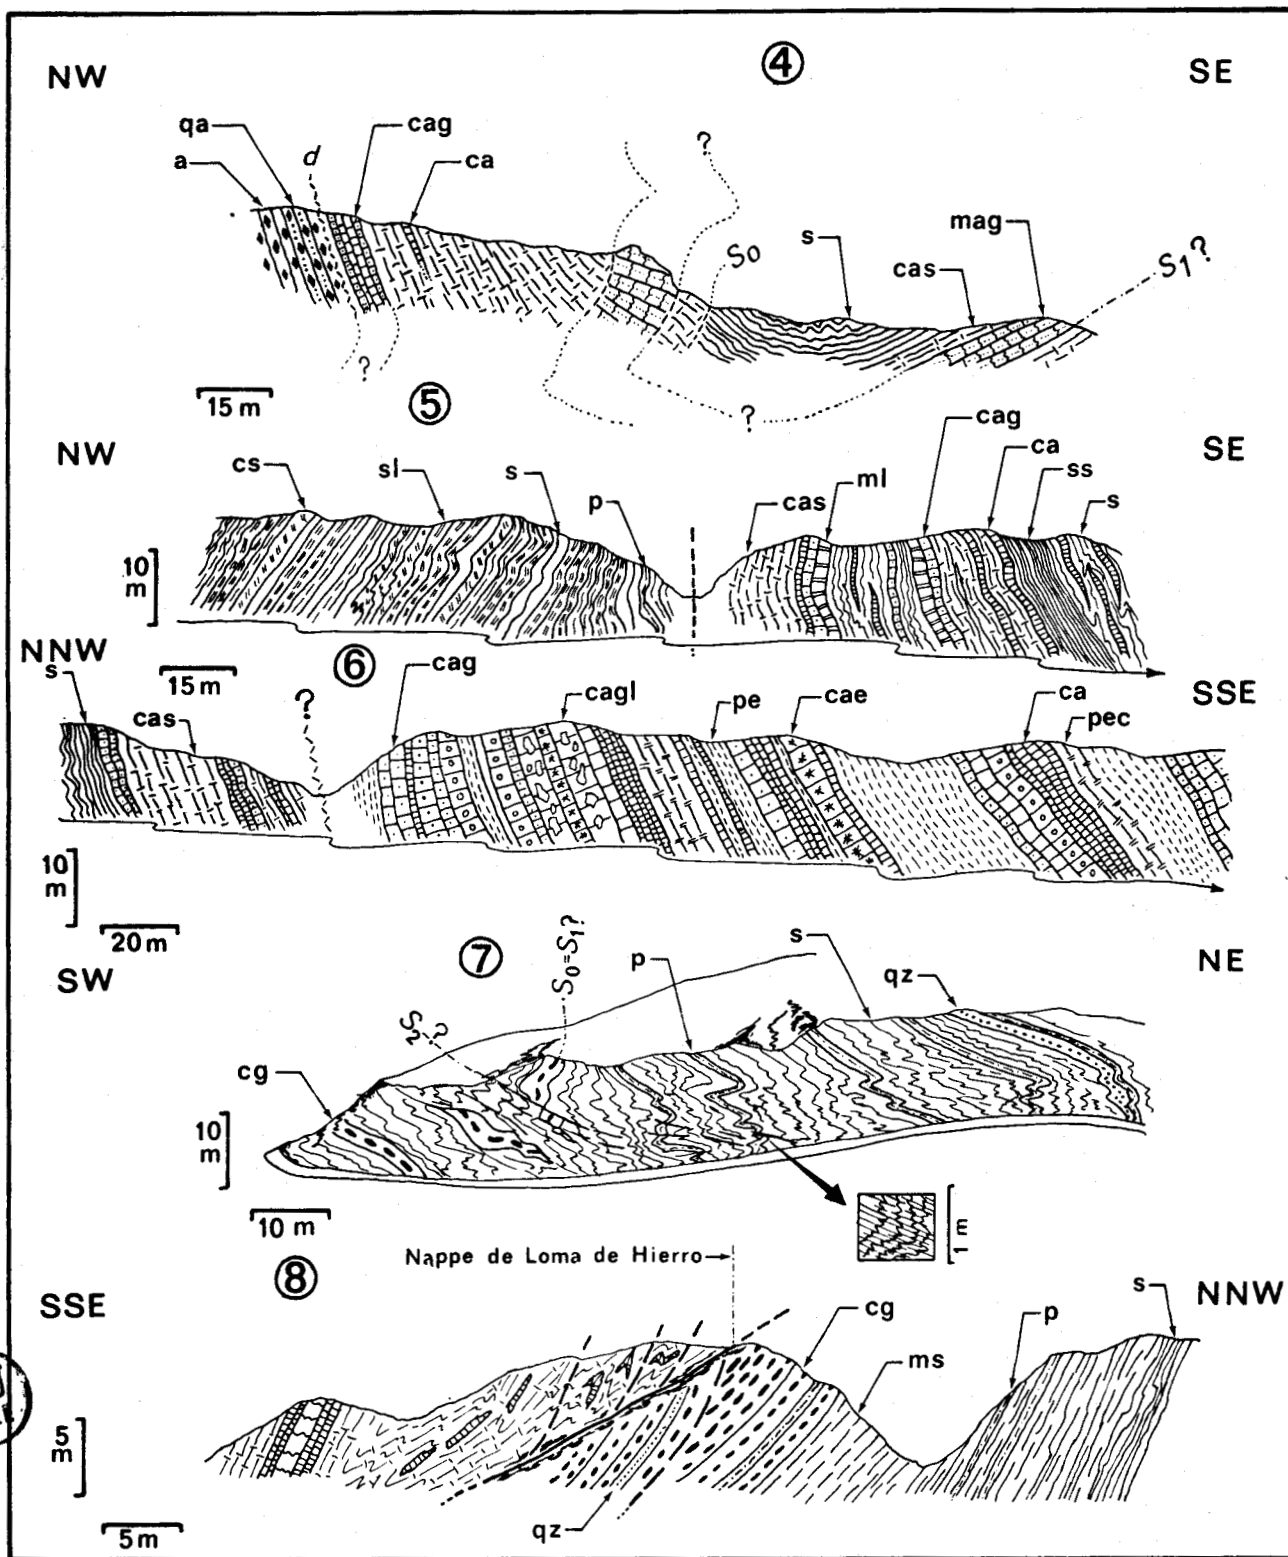 ④
NW
SE
qa
cag
a
d
ca
?
s
mag
So
cas
S1?
?
?
15 m
⑤
NW
SE
cag
cs
sl
s
ca
p
cas
ml
ss
s
10 m
NNW
15 m
⑥
SSE
s
cag
cas
?
cagl
pe
cae
ca
pec
10 m
20 m
⑦
SW
NE
S0=S1?
p
s
qz
S2?
cg
10 m
10 m
1 m
Nappe de Loma de Hierro
⑧
SSE
NNW
cg
p
s
ms
5 m
qz
5 m